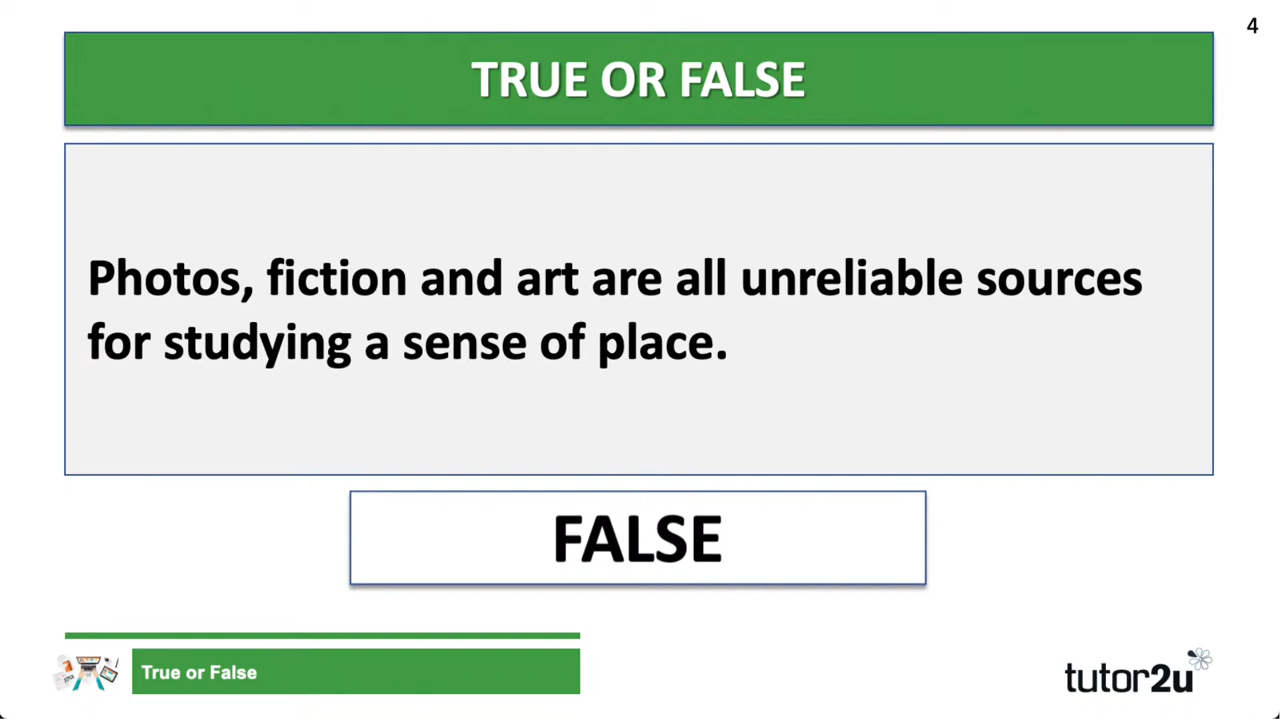 4
TRUE OR FALSE
Photos, fiction and art are all unreliable sources
for studying a sense of place.
FALSE
True or False
tutor2u